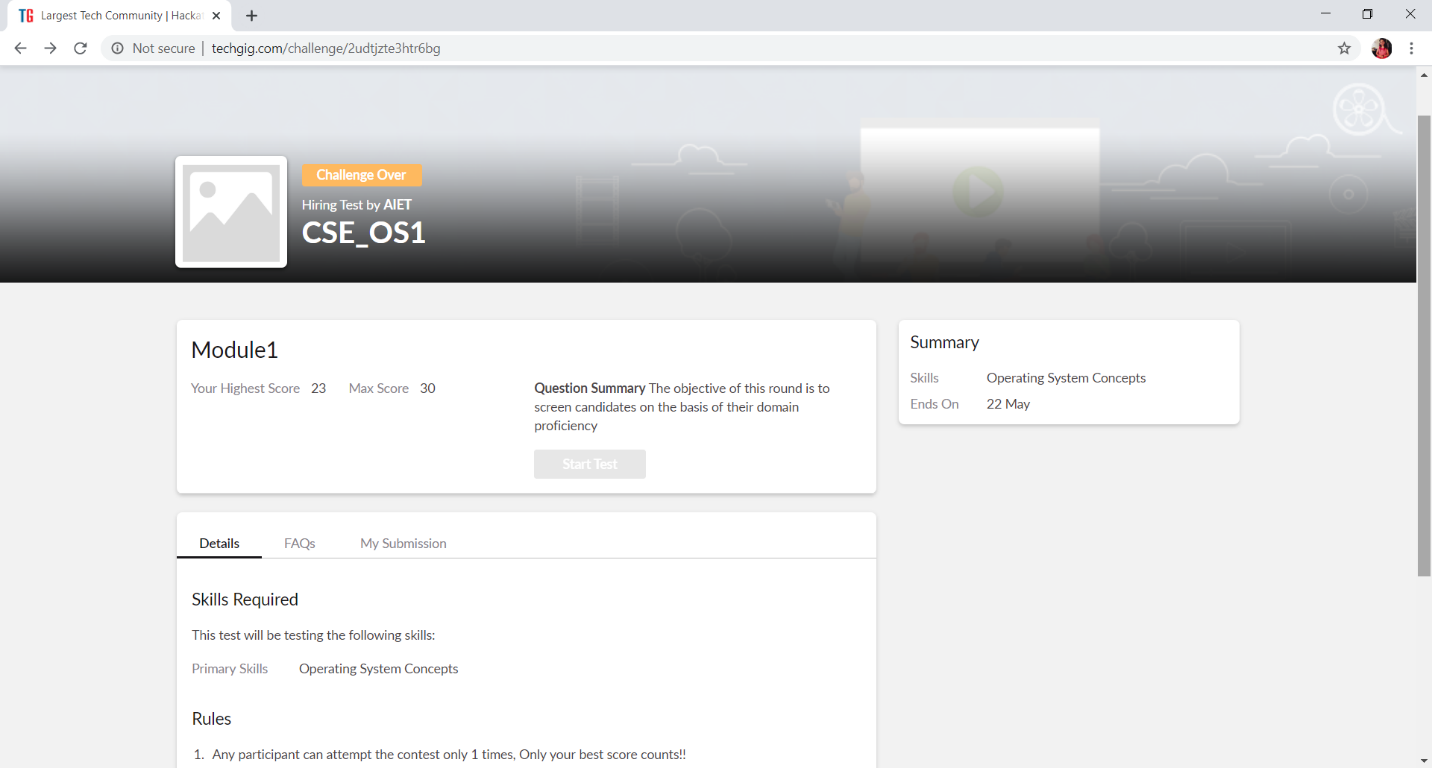 TG Largest Tech Community | Hacka
Not secure | techgig.com/challenge/2udtjzte3htr6bg
Challenge Over
Hiring Test by AIET
CSE_OS1
Module1
Your Highest Score 23 Max Score 30
Question Summary The objective of this round is to
screen candidates on the basis of their domain
proficiency
Start Test
Summary
Skills Operating System Concepts
Ends On 22 May
Details FAQs My Submission
Skills Required
This test will be testing the following skills:
Primary Skills Operating System Concepts
Rules
1. Any participant can attempt the contest only 1 times, Only your best score counts!!